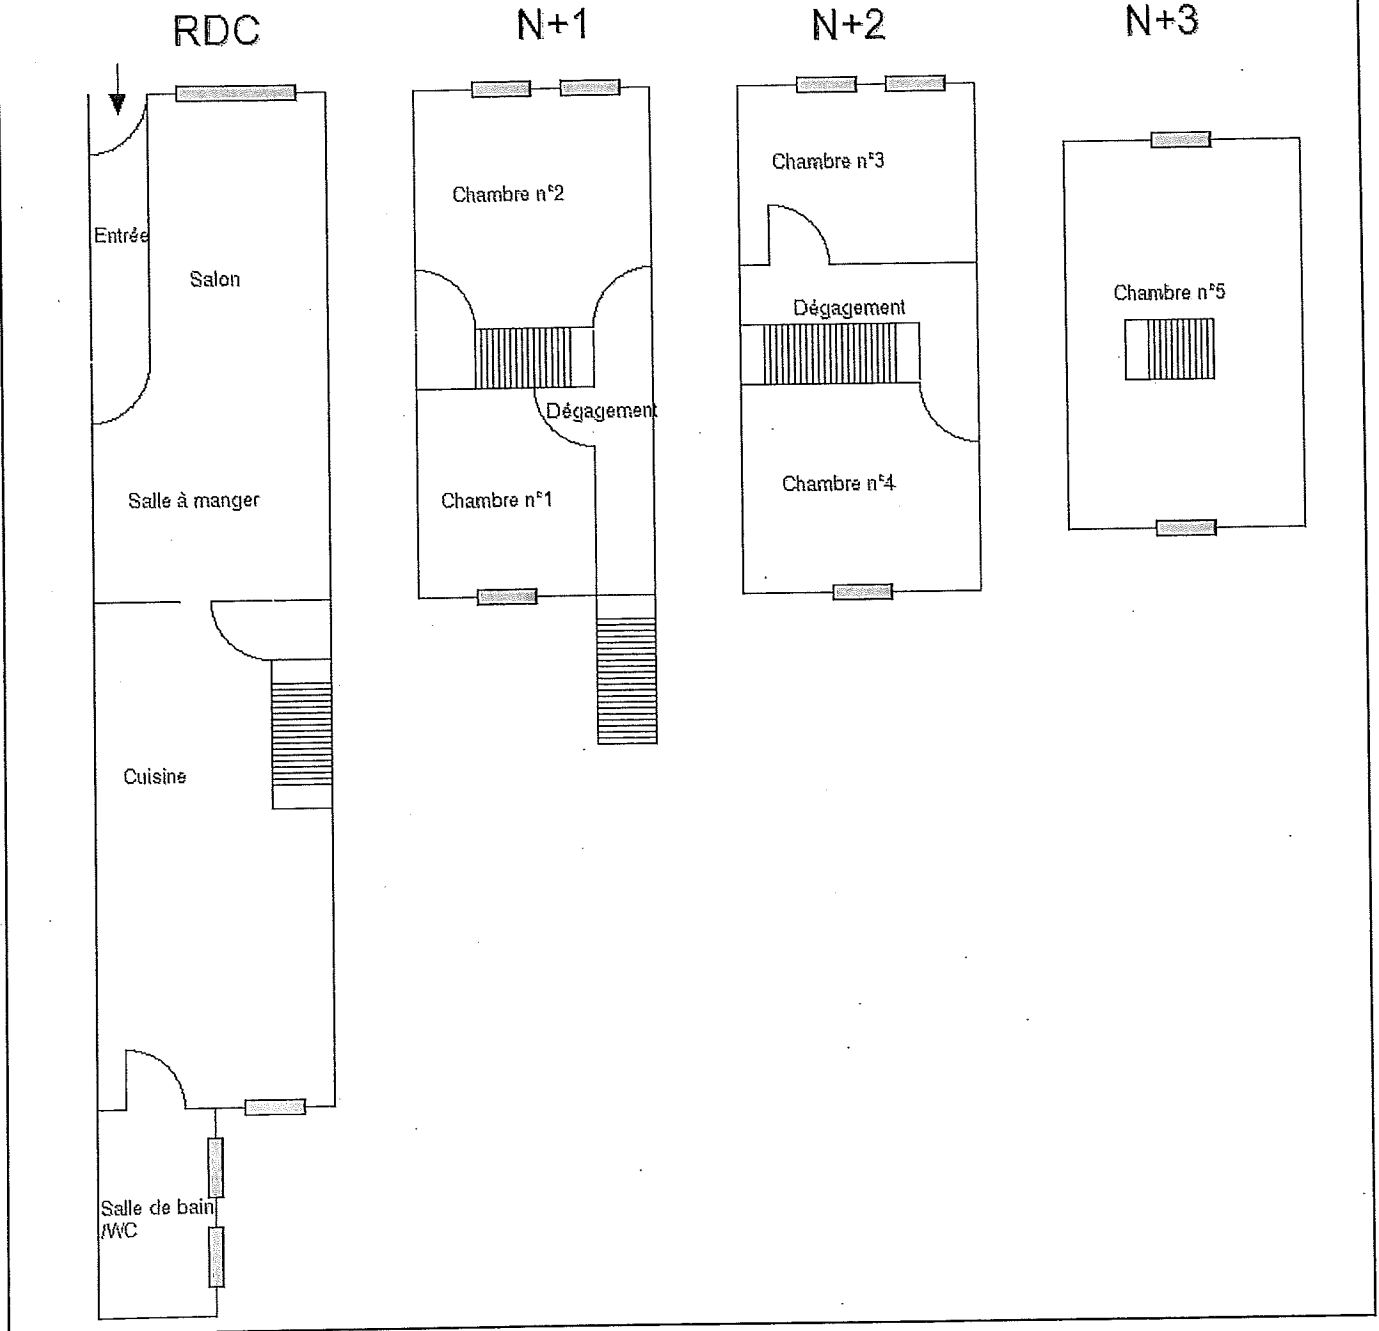 RDC
N+1
N+2
N+3
Entrée
Salon
Salle à manger
Cuisine
Salle de bain
/WC
Chambre n°2
Dégagement
Chambre n°1
Chambre n°3
Dégagement
Chambre n°4
Chambre n°5